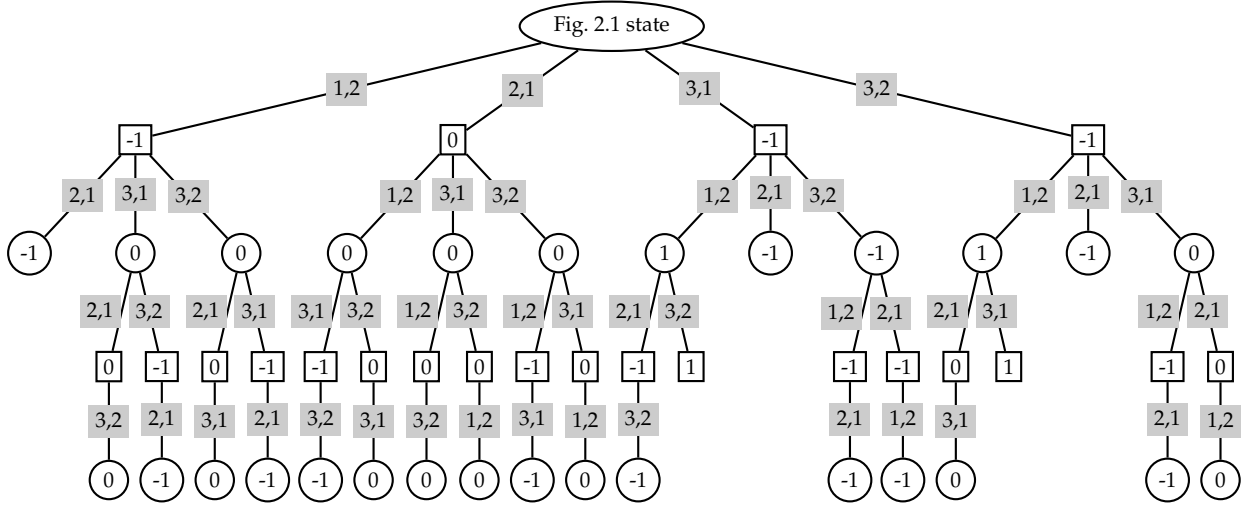 Fig. 2.1 state
1,2 2,1 3,1 3,2
-1 0 -1 -1
2,1 3,1 3,2 1,2 3,1 3,2 1,2 2,1 3,2 1,2 2,1 3,1
-1 0 0 0 0 0 1 -1 -1 1 -1 0
2,1 3,2 2,1 3,1 3,1 3,2 1,2 3,2 1,2 3,1 2,1 3,2 1,2 2,1 2,1 3,1 1,2 2,1
0 -1 0 -1 -1 0 0 0 -1 0 -1 1 -1 -1 0 1 -1 0
3,2 2,1 3,1 2,1 3,2 3,1 3,2 1,2 3,1 1,2 3,2 2,1 1,2 3,1 2,1 1,2
0 -1 0 -1 -1 0 0 0 -1 0 -1 -1 -1 0 -1 0